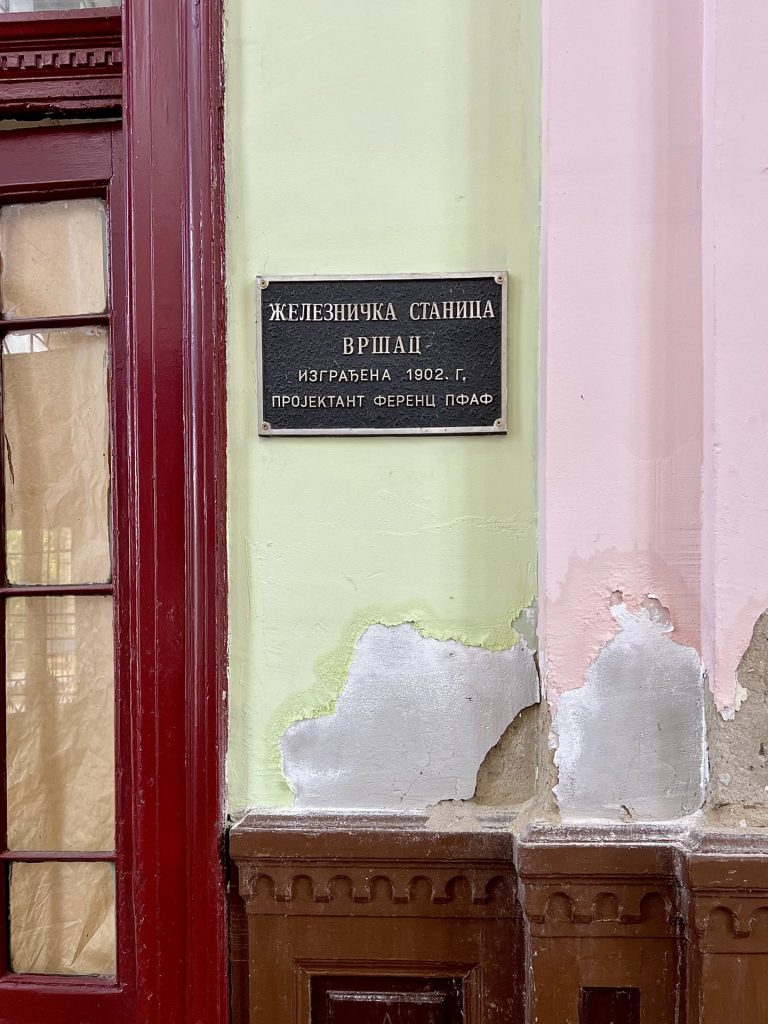 ЖЕЛЕЗНИЧКА СТАНИЦА
ВРШАЦ
ИЗГРАЂЕНА 1902. Г.
ПРОЈЕКТАНТ ФЕРЕНЦ ПФАФ